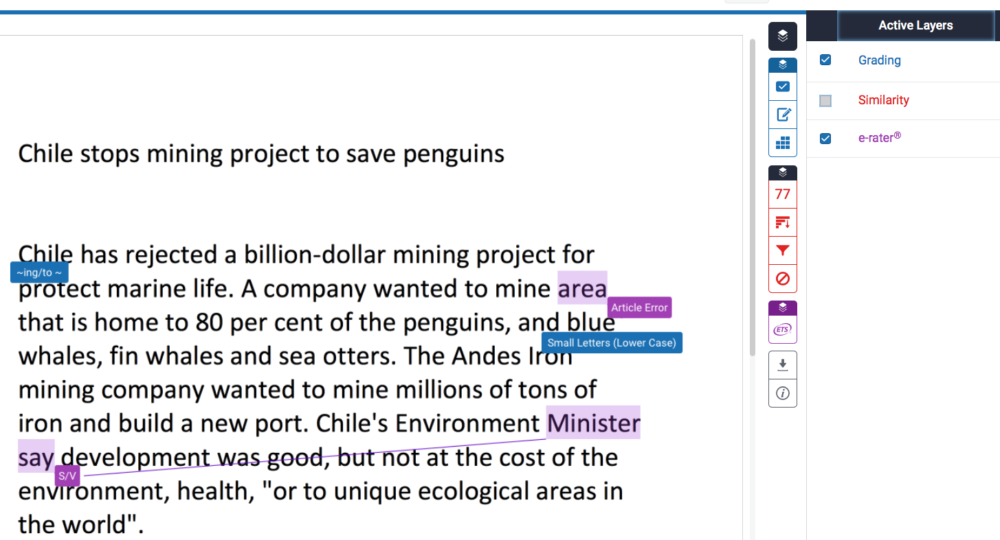 Active Layers
Grading
Similarity
e-rater®
77
ETS
Chile stops mining project to save penguins
Chile has rejected a billion-dollar mining project for
~ing/to ~
protect marine life. A company wanted to mine area
Article Error
that is home to 80 per cent of the penguins, and blue
Small Letters (Lower Case)
whales, fin whales and sea otters. The Andes Iron
mining company wanted to mine millions of tons of
iron and build a new port. Chile's Environment Minister
say development was good, but not at the cost of the
S/V
environment, health, "or to unique ecological areas in
the world".